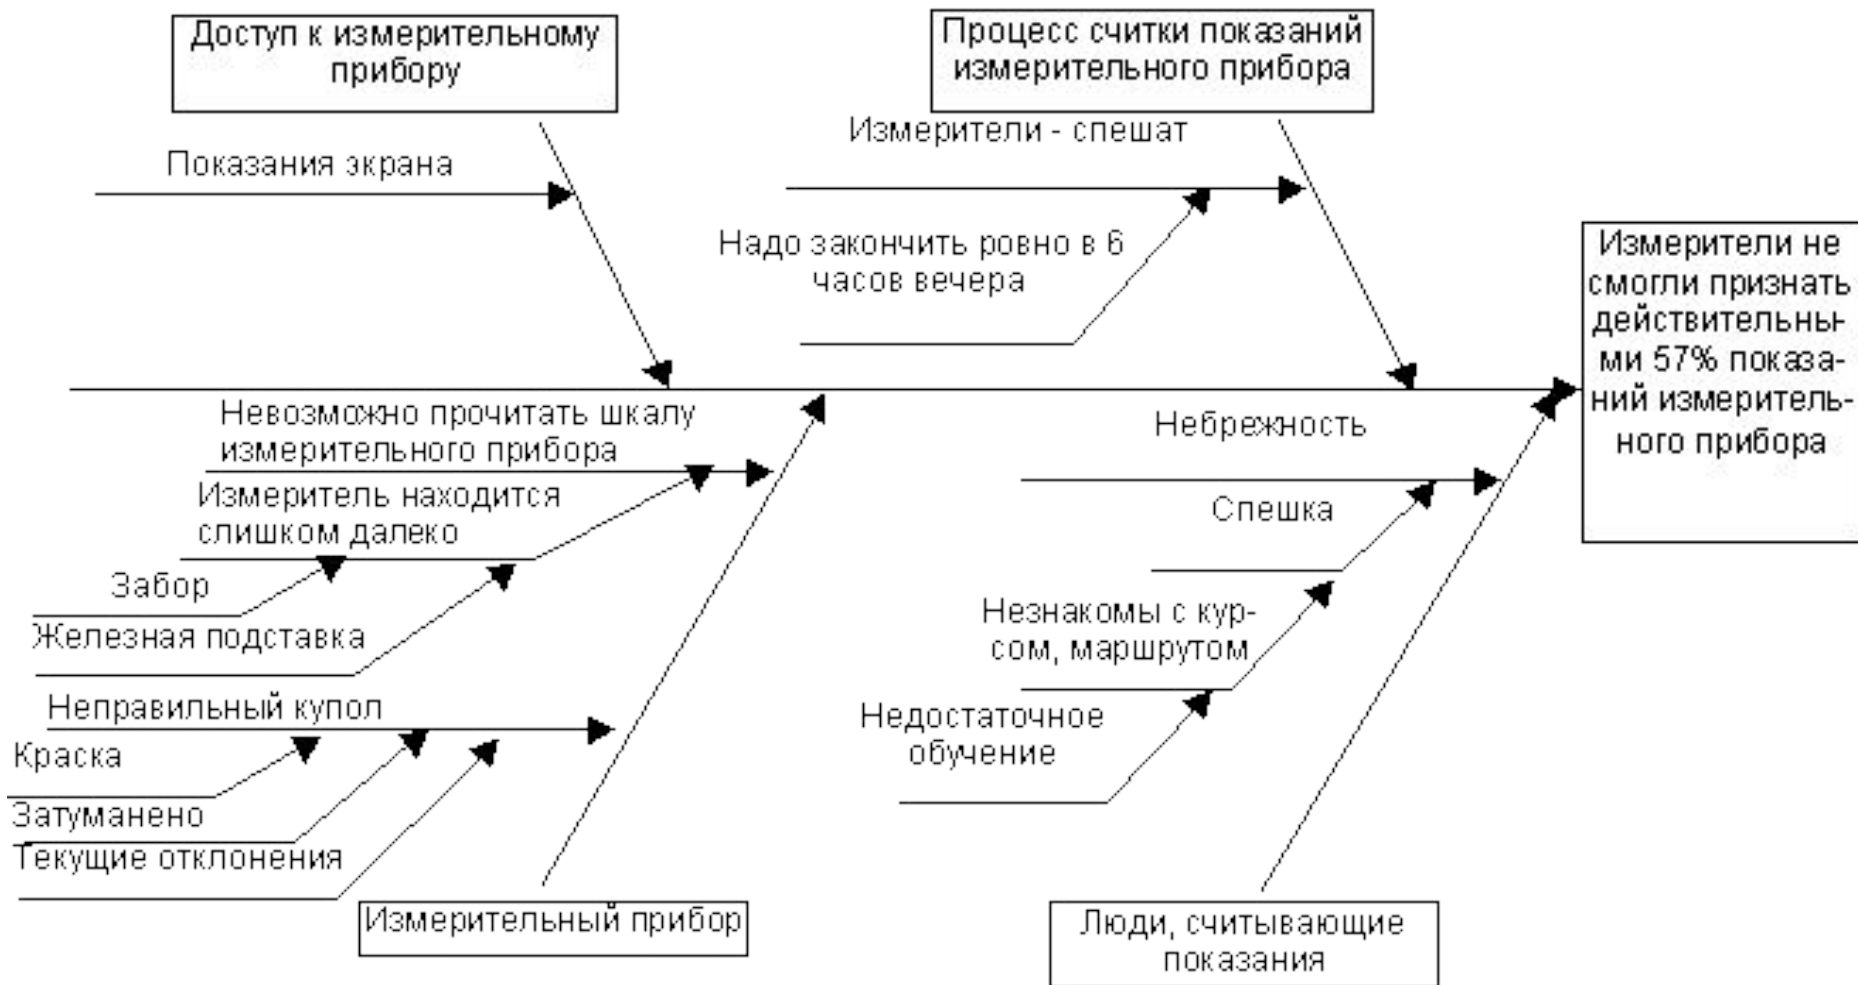 Доступ к измерительному
прибору
Процесс считки показаний
измерительного прибора
Измерители - спешат
Показания экрана
Надо закончить ровно в 6
часов вечера
Измерители не
смогли признать
действительны-
ми 57% показа-
ний измеритель-
ного прибора
Невозможно прочитать шкалу
измерительного прибора
Измеритель находится
слишком далеко
Забор
Железная подставка
Неправильный купол
Краска
Затуманено
Текущие отклонения
Измерительный прибор
Небрежность
Спешка
Незнакомы с кур-
сом, маршрутом
Недостаточное
обучение
Люди, считывающие
показания